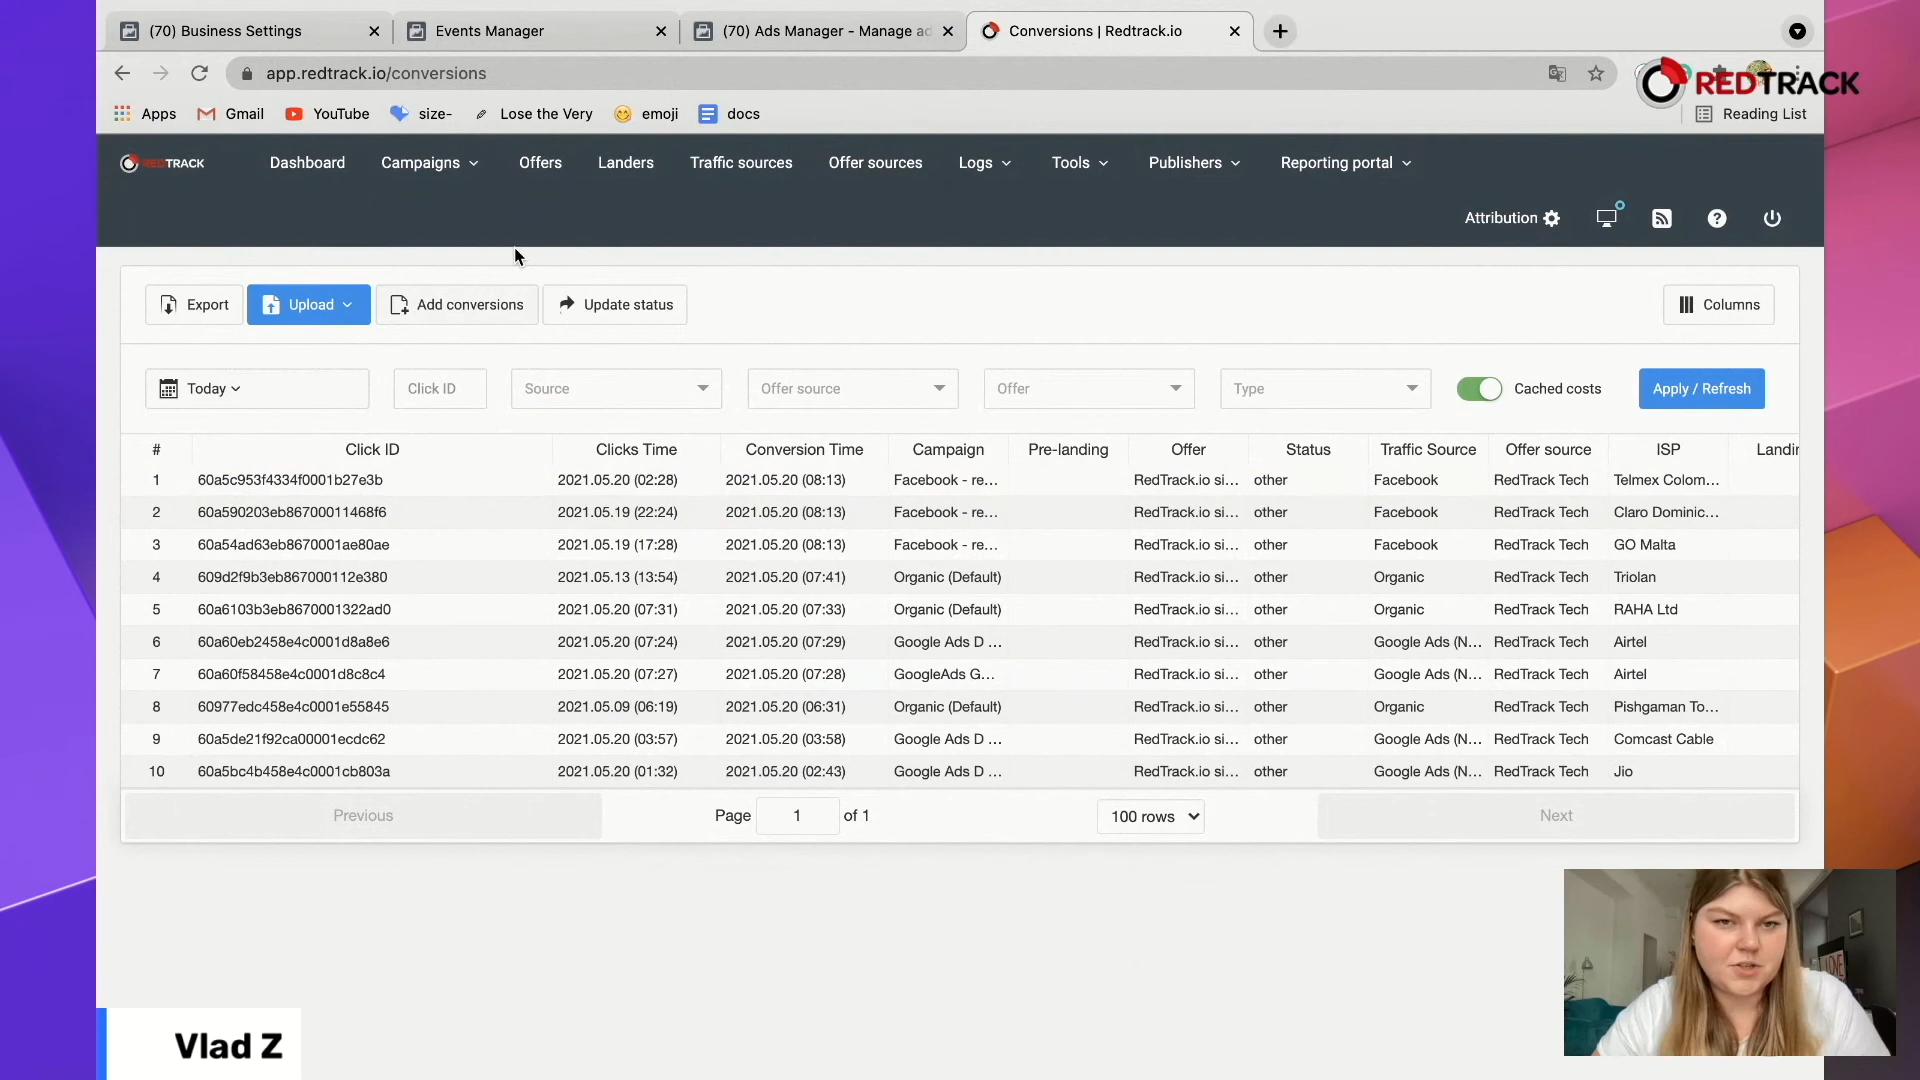 (70) Business Settings
Events Manager
(70) Ads Manager - Manage ad
Conversions | Redtrack.io
app.redtrack.io/conversions
REDTRACK
Apps
Gmail
YouTube
size-
Lose the Very
emoji
docs
Reading List
REDTRACK
Dashboard
Campaigns
Offers
Landers
Traffic sources
Offer sources
Logs
Tools
Publishers
Reporting portal
Attribution
Export
Upload
Add conversions
Update status
Columns
Today
Click ID
Source
Offer source
Offer
Type
Cached costs
Apply / Refresh
# Click ID Clicks Time Conversion Time Campaign Pre-landing Offer Status Traffic Source Offer source ISP Landin
1 60a5c953f4334f0001b27e3b 2021.05.20 (02:28) 2021.05.20 (08:13) Facebook - re... RedTrack.io si... other Facebook RedTrack Tech Telmex Colom...
2 60a590203eb86700011468f6 2021.05.19 (22:24) 2021.05.20 (08:13) Facebook - re... RedTrack.io si... other Facebook RedTrack Tech Claro Dominic...
3 60a54ad63eb8670001ae80ae 2021.05.19 (17:28) 2021.05.20 (08:13) Facebook - re... RedTrack.io si... other Facebook RedTrack Tech GO Malta
4 609d2f9b3eb867000112e380 2021.05.13 (13:54) 2021.05.20 (07:41) Organic (Default) RedTrack.io si... other Organic RedTrack Tech Triolan
5 60a6103b3eb8670001322ad0 2021.05.20 (07:31) 2021.05.20 (07:33) Organic (Default) RedTrack.io si... other Organic RedTrack Tech RAHA Ltd
6 60a60eb2458e4c0001d8a8e6 2021.05.20 (07:24) 2021.05.20 (07:29) Google Ads D ... RedTrack.io si... other Google Ads (N... RedTrack Tech Airtel
7 60a60f58458e4c0001d8c8c4 2021.05.20 (07:27) 2021.05.20 (07:28) GoogleAds G... RedTrack.io si... other Google Ads (N... RedTrack Tech Airtel
8 60977edc458e4c0001e55845 2021.05.09 (06:19) 2021.05.20 (06:31) Organic (Default) RedTrack.io si... other Organic RedTrack Tech Pishgaman To...
9 60a5de21f92ca00001ecdc62 2021.05.20 (03:57) 2021.05.20 (03:58) Google Ads D ... RedTrack.io si... other Google Ads (N... RedTrack Tech Comcast Cable
10 60a5bc4b458e4c0001cb803a 2021.05.20 (01:32) 2021.05.20 (02:43) Google Ads D ... RedTrack.io si... other Google Ads (N... RedTrack Tech Jio
Previous
Page 1 of 1
100 rows
Next
Vlad Z